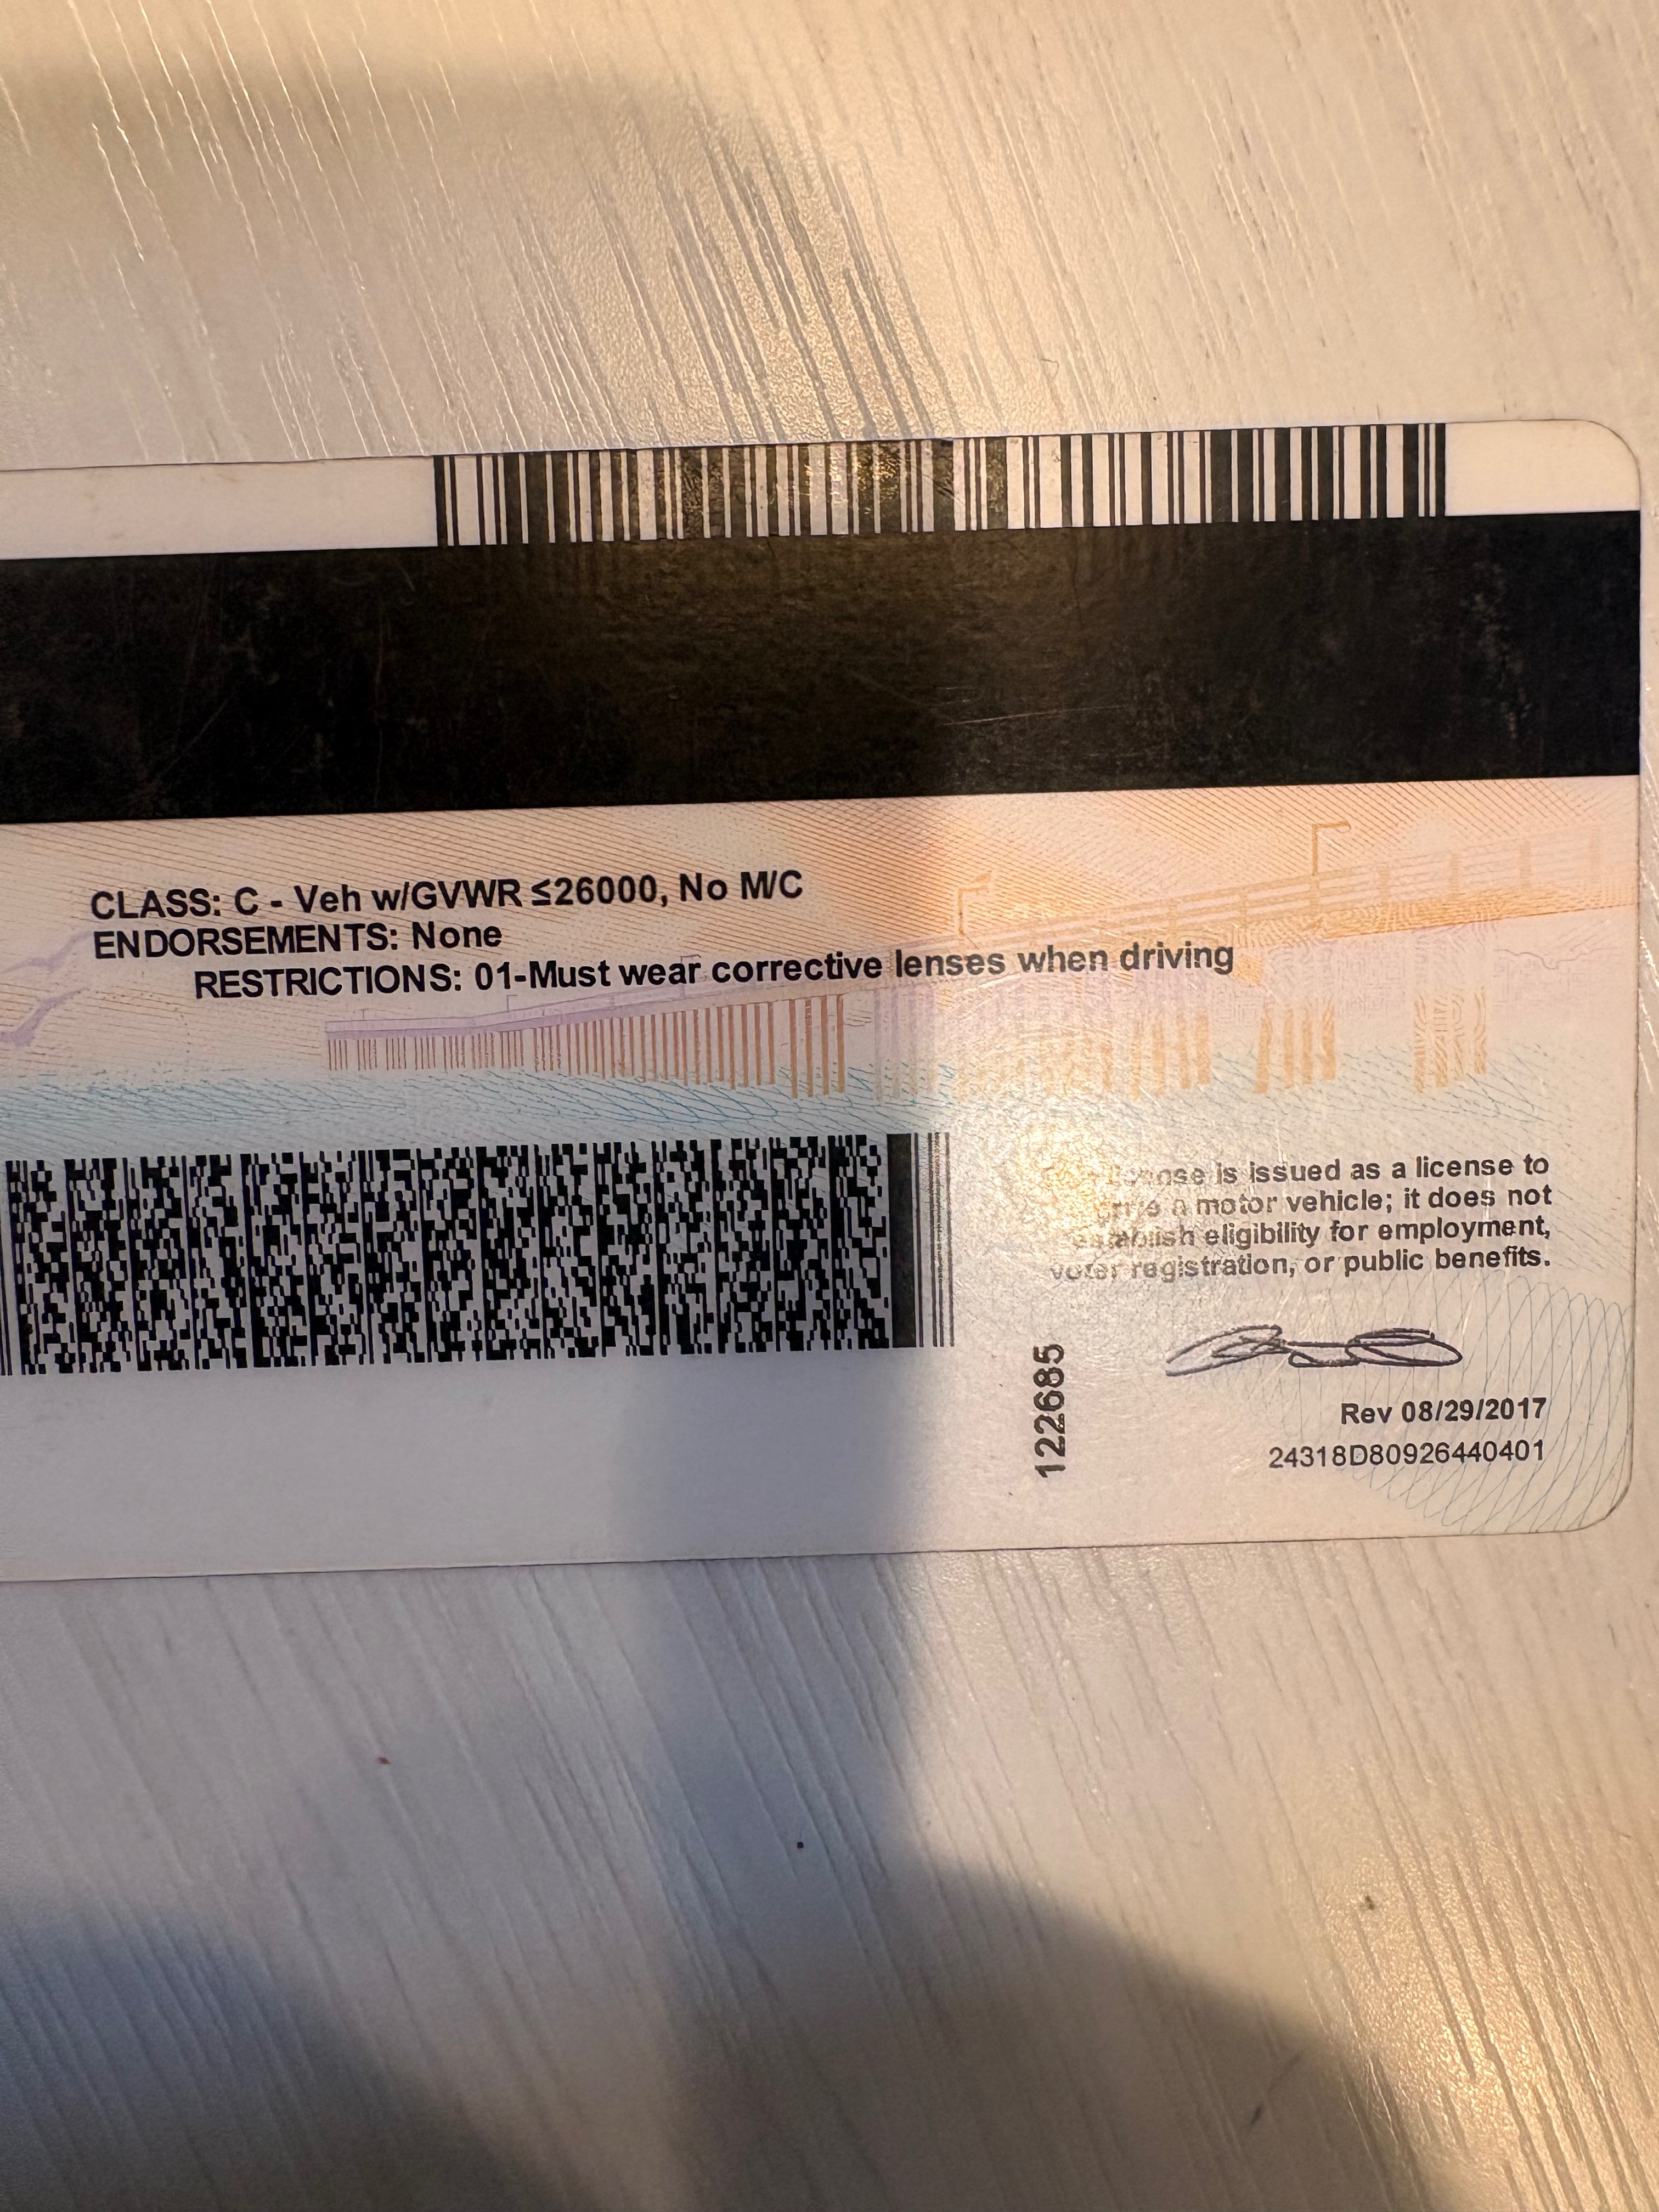 CLASS: C - Veh w/GVWR ≤26000, No M/C
ENDORSEMENTS: None
RESTRICTIONS: 01-Must wear corrective lenses when driving
is issued as a license to
a motor vehicle; it does not
establish eligibility for employment,
voter registration, or public benefits.
122685
Rev 08/29/2017
24318D80926440401